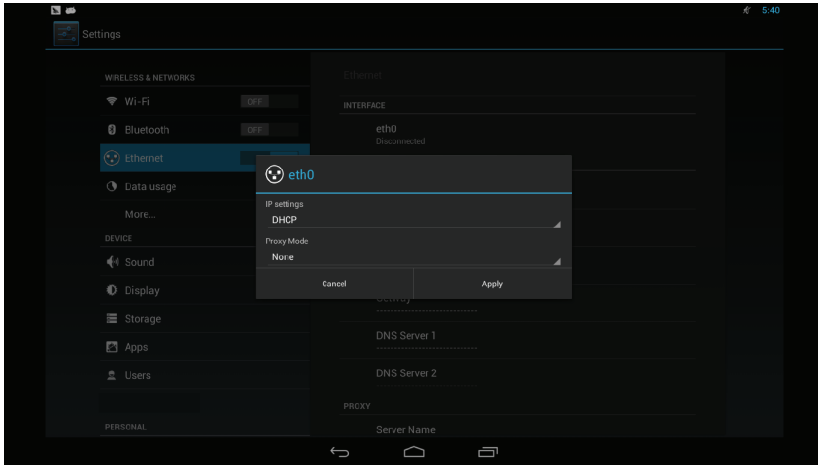 5:40
Settings
WIRELESS & NETWORKS
Wi-Fi OFF
Bluetooth OFF
Ethernet
Data usage
More...
DEVICE
Sound
Display
Storage
Apps
Users
PERSONAL
Ethernet
INTERFACE
eth0
Disconnected
eth0
IP settings
DHCP
Proxy Mode
None
Cancel Apply
DNS Server 1
DNS Server 2
PROXY
Server Name